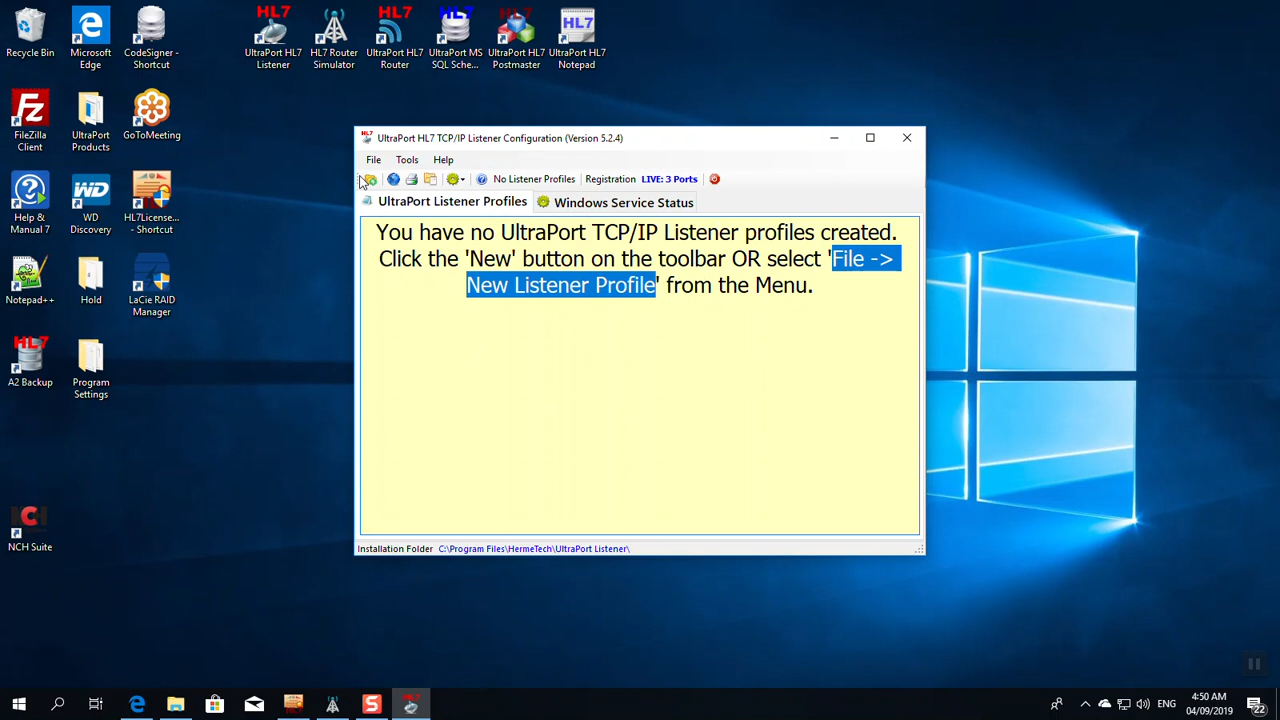 Recycle Bin
Microsoft
Edge
CodeSigner -
Shortcut
HL7
UltraPort HL7
Listener
HL7 Router
Simulator
HL7
UltraPort HL7
Router
HL7
UltraPort MS
SQL Sche...
HL7
UltraPort HL7
Postmaster
HL7
UltraPort HL7
Notepad
FileZilla
Client
UltraPort
Products
GoToMeeting
Help &
Manual 7
WD
WD
Discovery
HL7License...
- Shortcut
Notepad++
Hold
LaCie RAID
Manager
HL7
A2 Backup
Program
Settings
NCH Suite
HL7
UltraPort HL7 TCP/IP Listener Configuration (Version 5.2.4)
File Tools Help
No Listener Profiles Registration LIVE: 3 Ports
UltraPort Listener Profiles Windows Service Status
You have no UltraPort TCP/IP Listener profiles created.
Click the 'New' button on the toolbar OR select 'File ->
New Listener Profile' from the Menu.
Installation Folder C:\Program Files\HermeTech\UltraPort Listener\
HL7
ENG
4:50 AM
04/09/2019
22